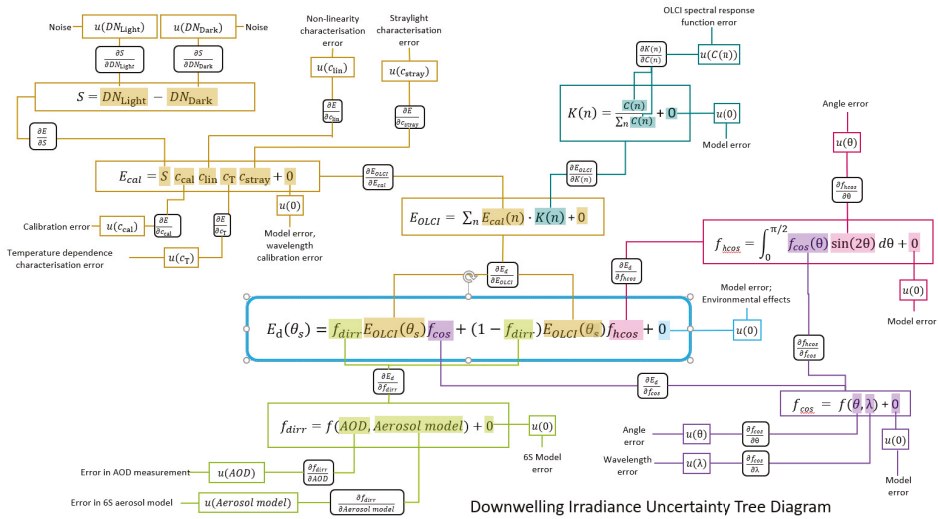 Noise
u(DN_Light)
u(DN_Dark)
Noise
∂S/∂DN_Light
∂S/∂DN_Dark
S = DN_Light − DN_Dark
∂E/∂S
Non-linearity
characterisation
error
u(c_lin)
∂E/∂c_lin
Straylight
characterisation
error
u(c_stray)
∂E/∂c_stray
E_cal = S c_cal c_lin c_T c_stray + 0
∂E_OLCI/∂E_cal
Calibration error
u(c_cal)
∂E/∂c_cal
∂E/∂c_T
u(0)
Model error,
wavelength
calibration error
Temperature dependence
characterisation error
u(c_T)
OLCI spectral response
function error
∂K(n)/∂C(n)
u(C(n))
K(n) = C(n)/∑_n C(n) + 0
u(0)
Model error
∂E_OLCI/∂K(n)
E_OLCI = ∑_n E_cal(n) · K(n) + 0
∂E_d/∂E_OLCI
Angle error
u(θ)
∂f_hcos/∂θ
f_hcos = ∫_0^π/2 f_cos(θ) sin(2θ) dθ + 0
∂E_d/∂f_hcos
u(0)
Model error
Model error;
Environmental effects
u(0)
E_d(θ_s) = f_dirr E_OLCI(θ_s) f_cos + (1 − f_dirr) E_OLCI(θ_s) f_hcos + 0
∂f_hcos/∂f_cos
∂E_d/∂f_dirr
∂E_d/∂f_cos
f_cos = f(θ, λ) + 0
f_dirr = f(AOD, Aerosol model) + 0
u(0)
6S Model
error
Angle
error
u(θ)
∂f_cos/∂θ
u(0)
Wavelength
error
u(λ)
∂f_cos/∂λ
Model
error
Error in AOD measurement
u(AOD)
∂f_dirr/∂AOD
Error in 6S aerosol model
u(Aerosol model)
∂f_dirr/∂Aerosol model
Downwelling Irradiance Uncertainty Tree Diagram